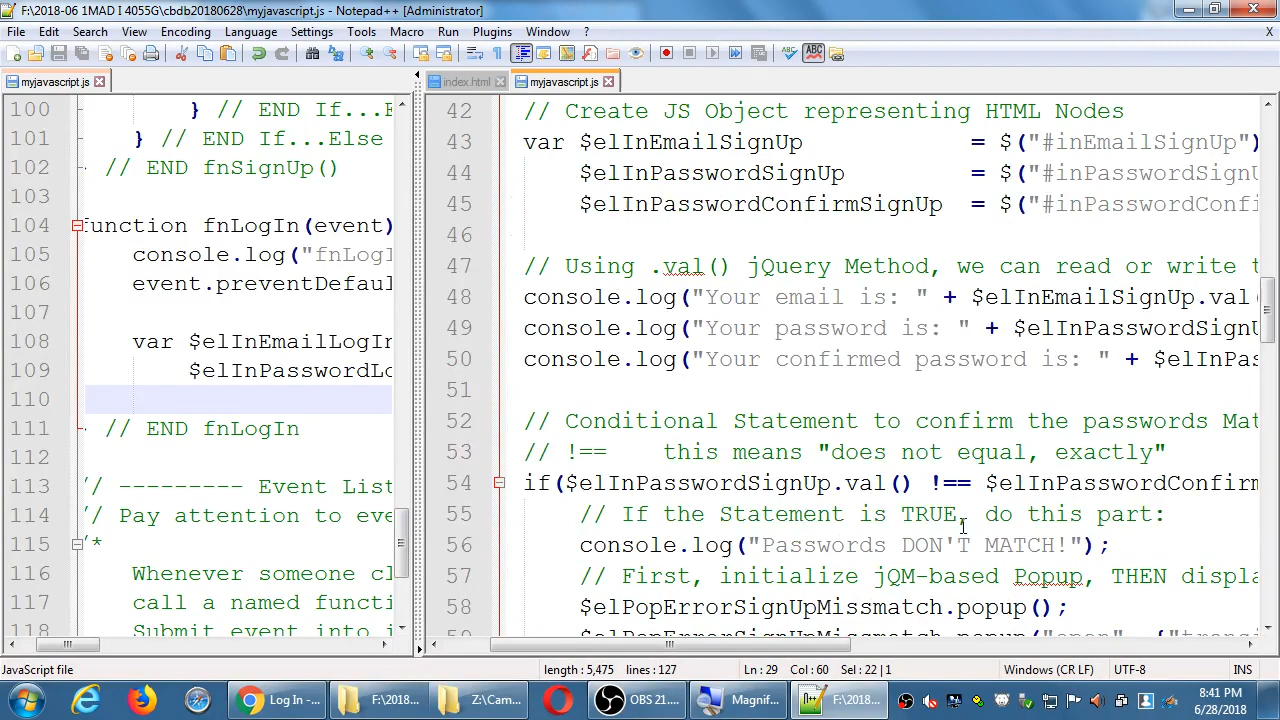 F:\2018-06 1MAD I 4055G\cbdb20180628\myjavascript.js - Notepad++ [Administrator]
File Edit Search View Encoding Language Settings Tools Macro Run Plugins Window ? X
myjavascript.js
index.html myjavascript.js
100 } // END If...E
101 } // END If...Else
102 // END fnSignUp()
103
104 function fnLogIn(event)
105 console.log("fnLogI
106 event.preventDefaul
107
108 var $elInEmailLogIn
109 $elInPasswordLo
110
111 // END fnLogIn
112
113 // --------- Event List
114 // Pay attention to eve
115 /*
116 Whenever someone cl
117 call a named functi
118 Submit event into i
42 // Create JS Object representing HTML Nodes
43 var $elInEmailSignUp = $("#inEmailSignUp")
44 $elInPasswordSignUp = $("#inPasswordSignU
45 $elInPasswordConfirmSignUp = $("#inPasswordConfi
46
47 // Using .val() jQuery Method, we can read or write t
48 console.log("Your email is: " + $elInEmailSignUp.val(
49 console.log("Your password is: " + $elInPasswordSignU
50 console.log("Your confirmed password is: " + $elInPas
51
52 // Conditional Statement to confirm the passwords Mat
53 // !== this means "does not equal, exactly"
54 if($elInPasswordSignUp.val() !== $elInPasswordConfirm
55 // If the Statement is TRUE, do this part:
56 console.log("Passwords DON'T MATCH!");
57 // First, initialize jQM-based Popup, THEN displa
58 $elPopErrorSignUpMissmatch.popup();
$elPopErrorSignUpMissmatch.popup("open", {"transi
JavaScript file length : 5,475 lines : 127 Ln : 29 Col : 60 Sel : 22 | 1 Windows (CR LF) UTF-8 INS
Log In -... F:\2018... Z:\Cam... OBS 21.... Magnif... F:\2018... 8:41 PM
6/28/2018